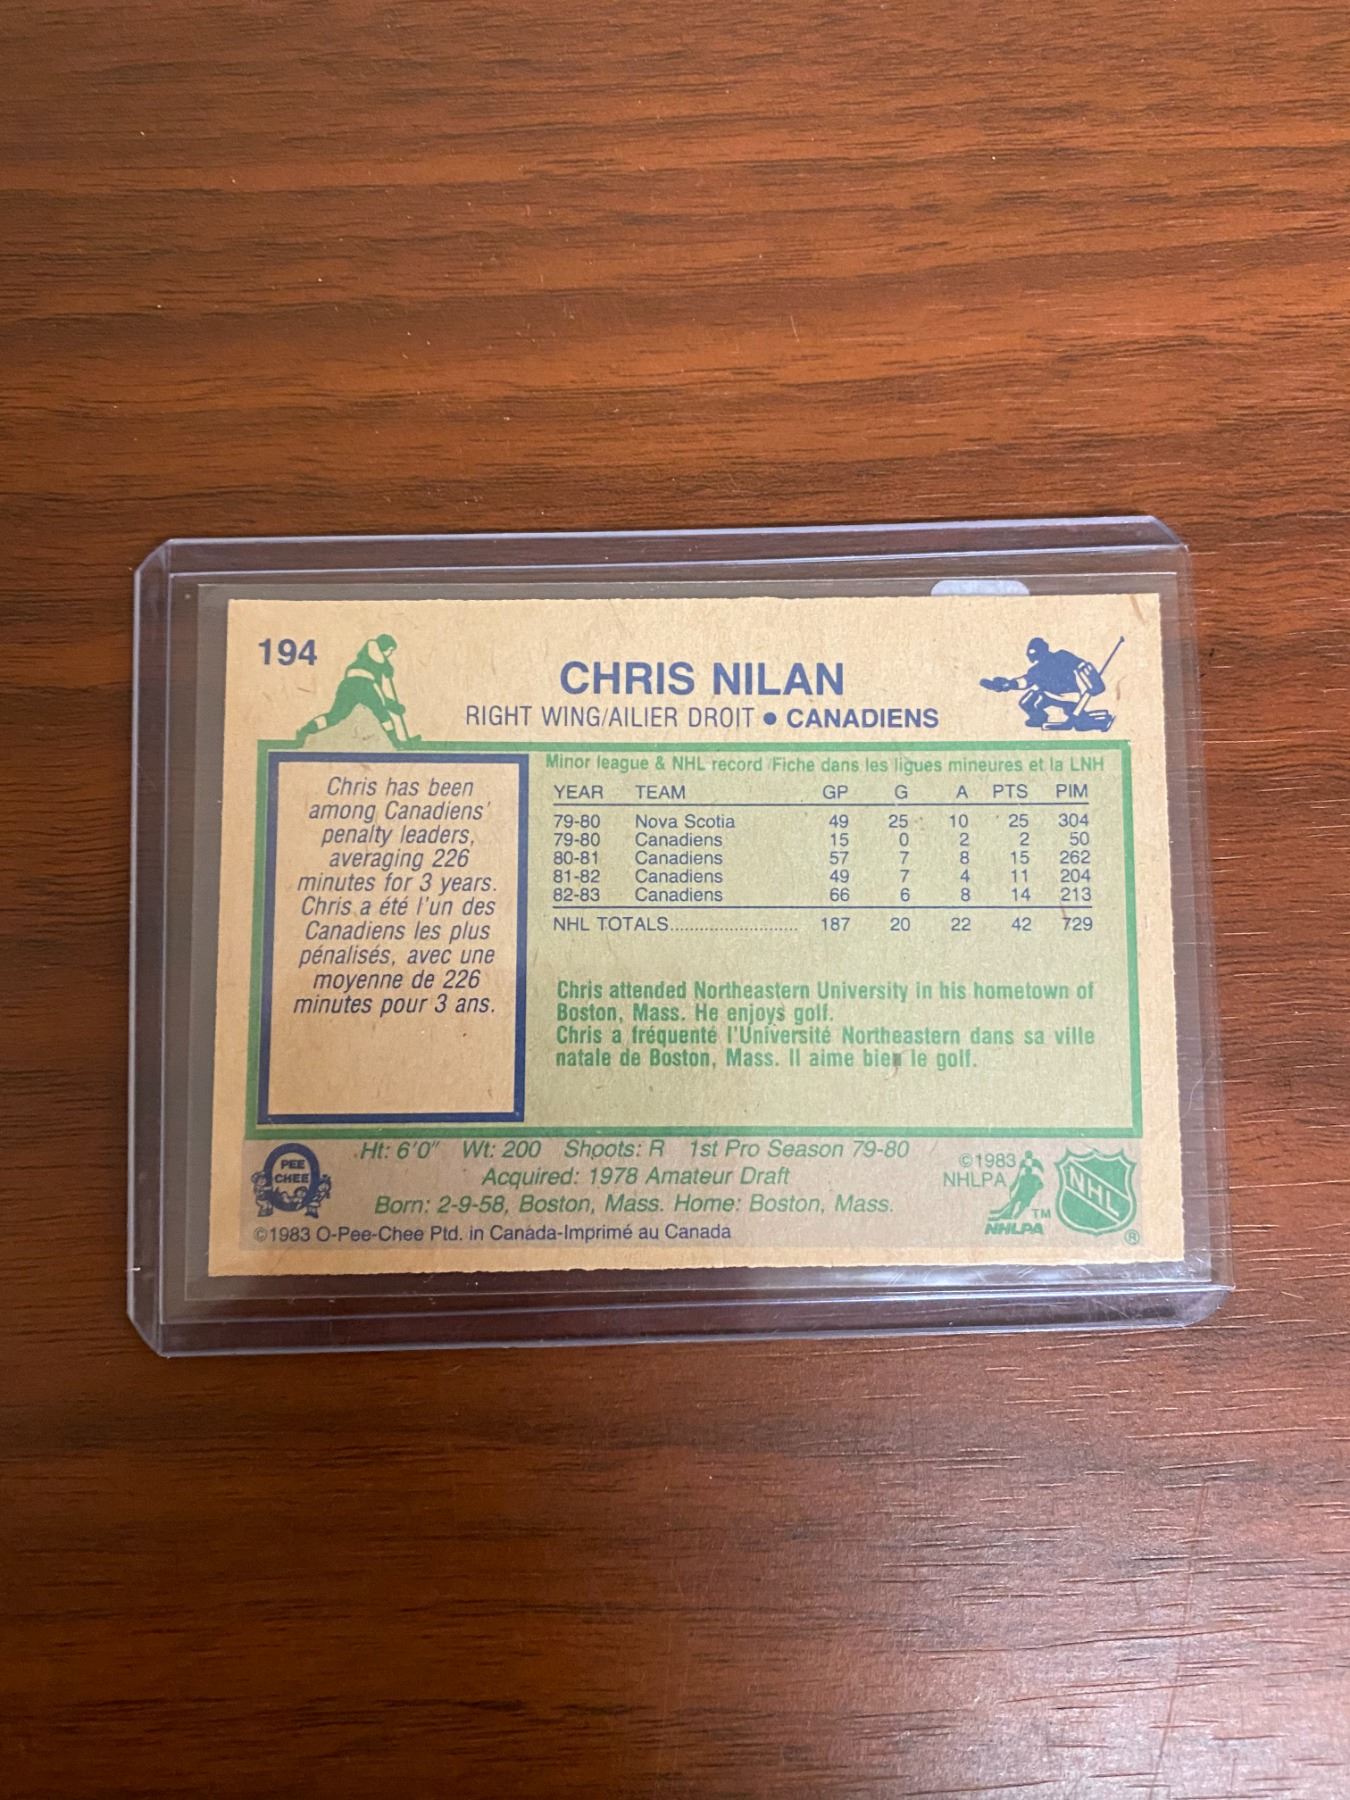 194
CHRIS NILAN
RIGHT WING/AILIER DROIT • CANADIENS
Chris has been
among Canadiens'
penalty leaders,
averaging 226
minutes for 3 years.
Chris a été l'un des
Canadiens les plus
pénalisés, avec une
moyenne de 226
minutes pour 3 ans.
Minor league & NHL record /Fiche dans les ligues mineures et la LNH
YEAR TEAM GP G A PTS PIM
79-80 Nova Scotia 49 25 10 25 304
79-80 Canadiens 15 0 2 2 50
80-81 Canadiens 57 7 8 15 262
81-82 Canadiens 49 7 4 11 204
82-83 Canadiens 66 6 8 14 213
NHL TOTALS.......................... 187 20 22 42 729
Chris attended Northeastern University in his hometown of
Boston, Mass. He enjoys golf.
Chris a fréquenté l'Université Northeastern dans sa ville
natale de Boston, Mass. Il aime bien le golf.
Ht: 6'0" Wt: 200 Shoots: R 1st Pro Season 79-80
Acquired: 1978 Amateur Draft
Born: 2-9-58, Boston, Mass. Home: Boston, Mass.
©1983 O-Pee-Chee Ptd. in Canada-Imprimé au Canada
PEE
CHEE
©1983
NHLPA
TM
NHLPA
NHL
®